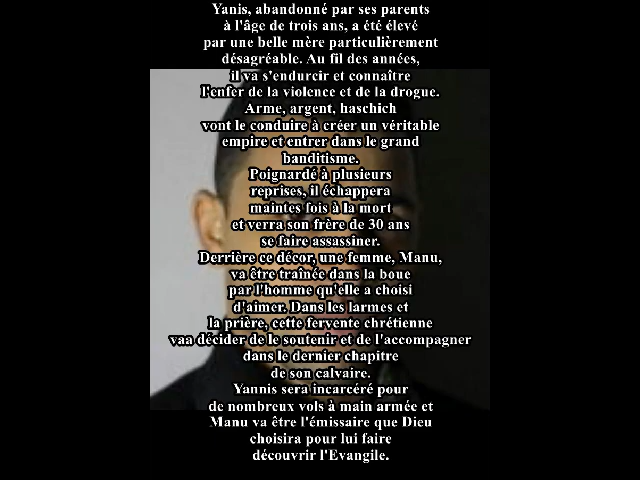 Yanis, abandonné par ses parents
à l'âge de trois ans, a été élevé
par une belle mère particulièrement
désagréable. Au fil des années,
il va s'endurcir et connaître
l'enfer de la violence et de la drogue.
Arme, argent, haschich
vont le conduire à créer un véritable
empire et entrer dans le grand
banditisme.
Poignardé à plusieurs
reprises, il échappera
maintes fois à la mort
et verra son frère de 30 ans
se faire assassiner.
Derrière ce décor, une femme, Manu,
va être traînée dans la boue
par l'homme qu'elle a choisi
d'aimer. Dans les larmes et
la prière, cette fervente chrétienne
vaa décider de le soutenir et de l'accompagner
dans le dernier chapitre
de son calvaire.
Yannis sera incarcéré pour
de nombreux vols à main armée et
Manu va être l'émissaire que Dieu
choisira pour lui faire
découvrir l'Evangile.